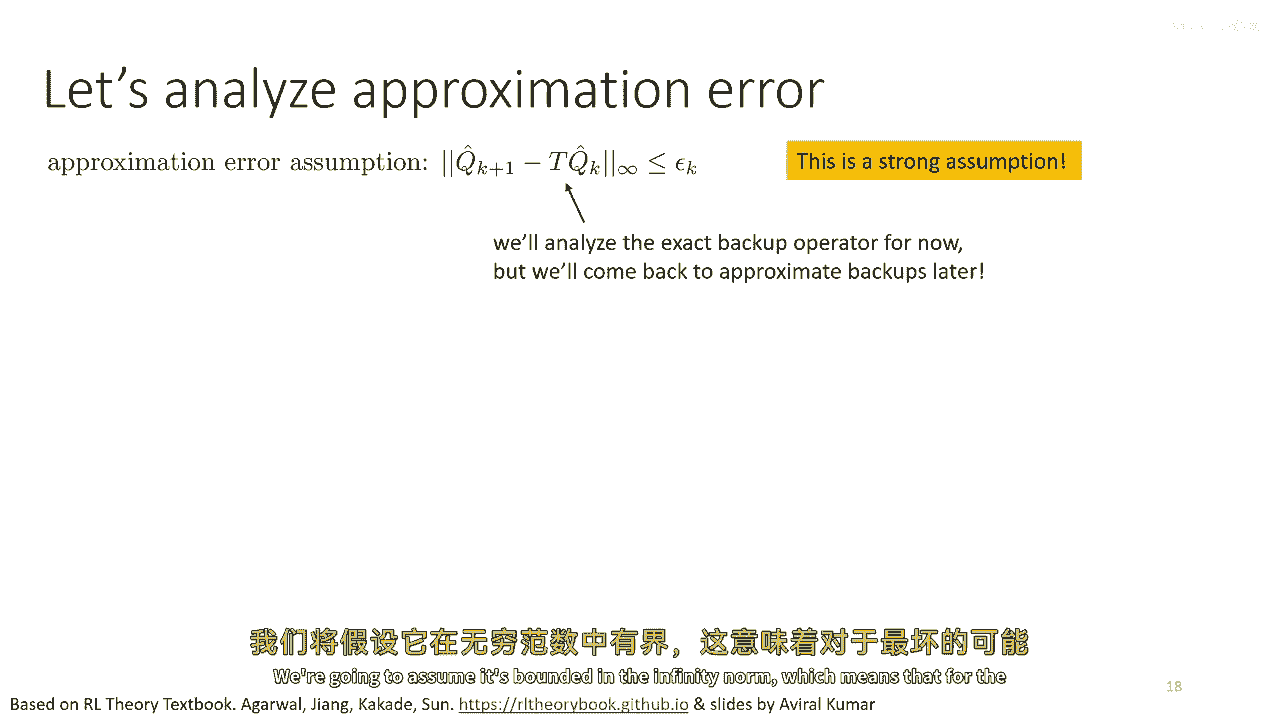 Let's analyze approximation error
approximation error assumption: $||\hat{Q}_{k+1} - T\hat{Q}_k||_\infty \leq \epsilon_k$
This is a strong assumption!
we'll analyze the exact backup operator for now,
but we'll come back to approximate backups later!
我们将假设它在无穷范数中有界，这意味着对于最坏的可能
We're going to assume it's bounded in the infinity norm, which means that for the
18
Based on RL Theory Textbook. Agarwal, Jiang, Kakade, Sun. https://rltheorybook.github.io & slides by Aviral Kumar